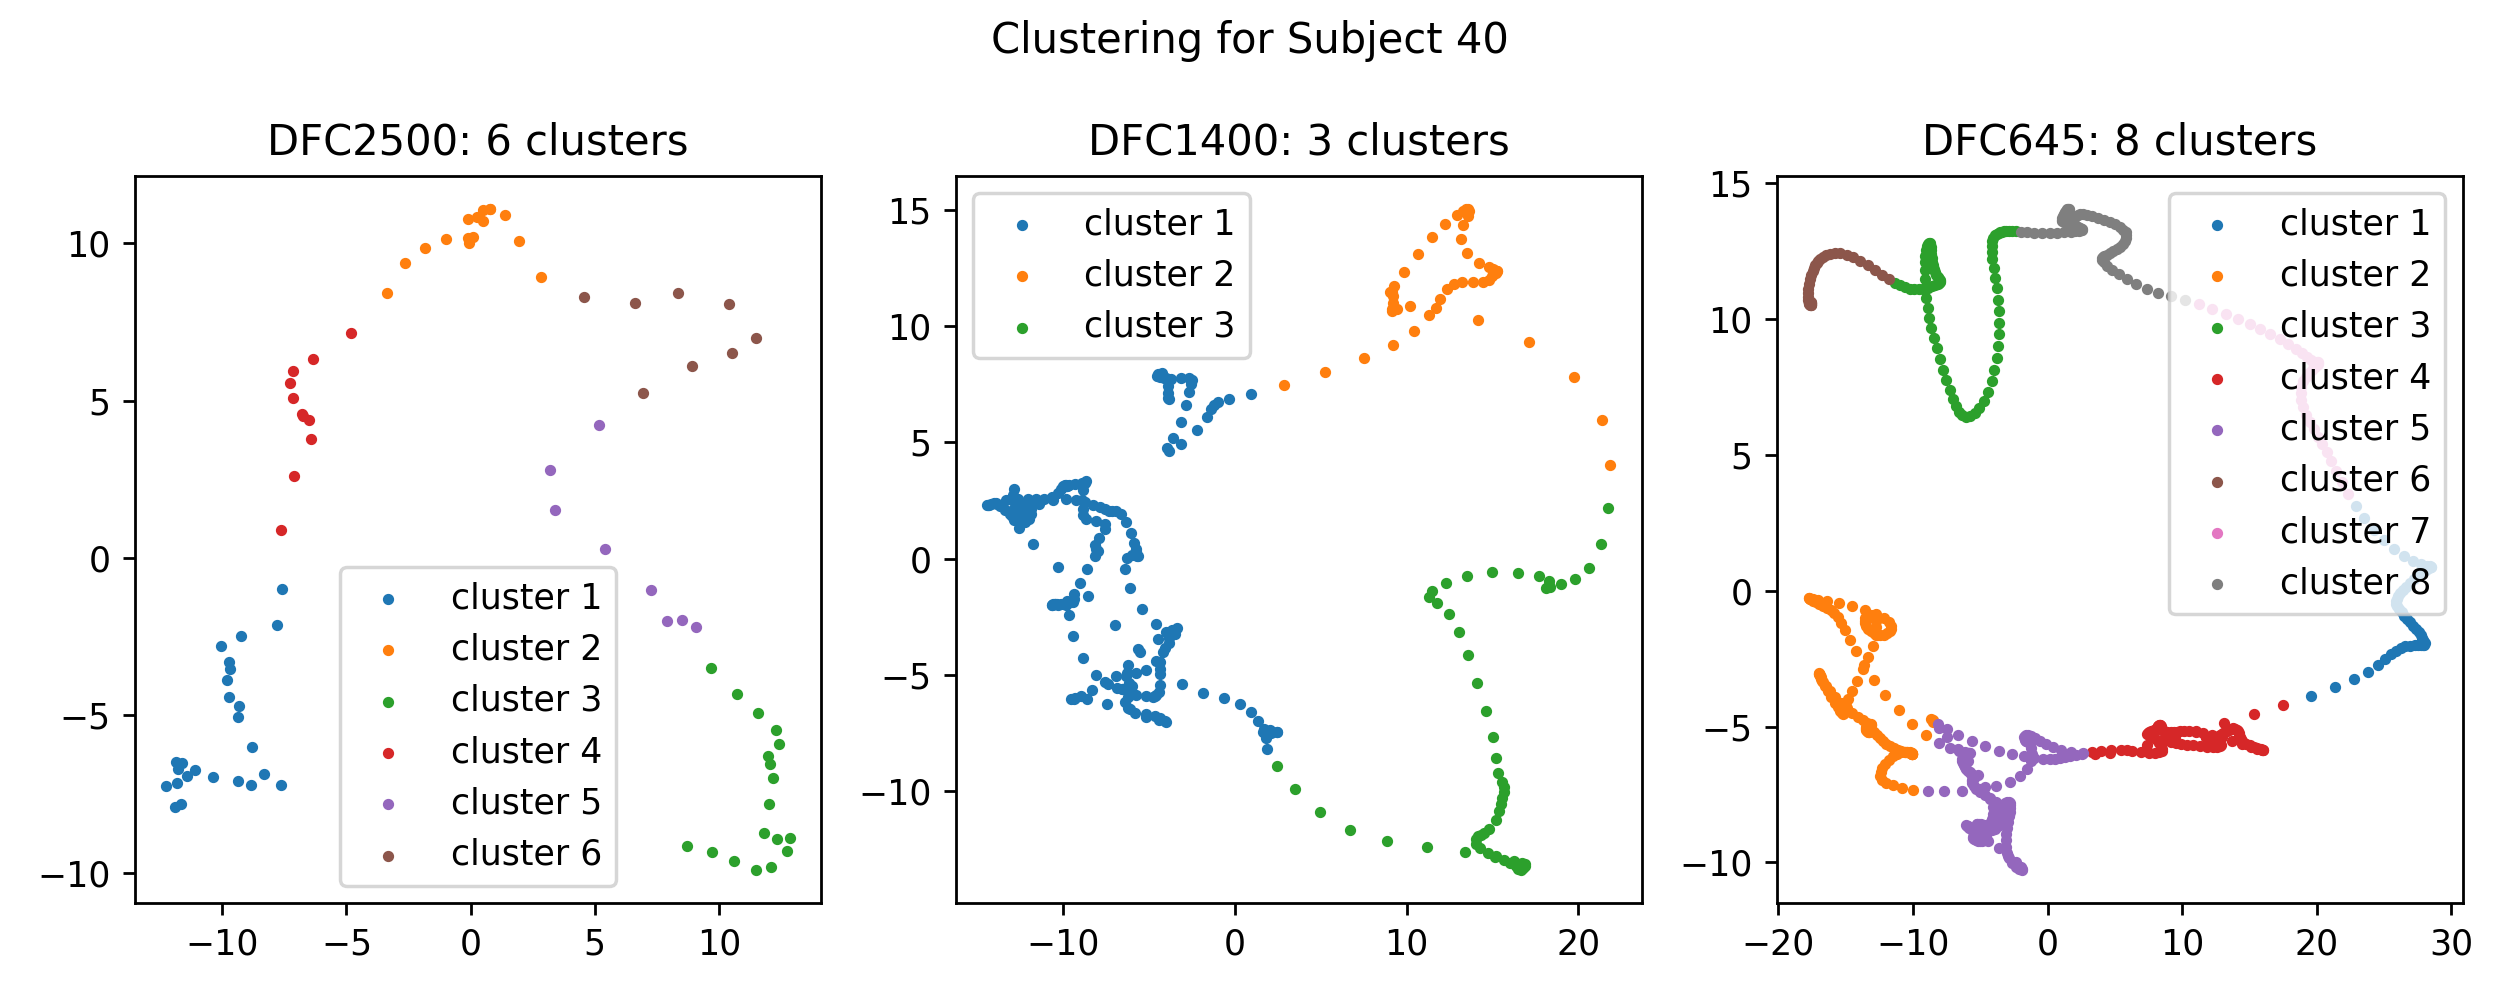 Clustering for Subject 40
DFC2500: 6 clusters
10
5
0
−5
−10
−10
−5
0
5
10
cluster 1
cluster 2
cluster 3
cluster 4
cluster 5
cluster 6
DFC1400: 3 clusters
15
10
5
0
−5
−10
−10
0
10
20
cluster 1
cluster 2
cluster 3
DFC645: 8 clusters
15
10
5
0
−5
−10
−20
−10
0
10
20
30
cluster 1
cluster 2
cluster 3
cluster 4
cluster 5
cluster 6
cluster 7
cluster 8